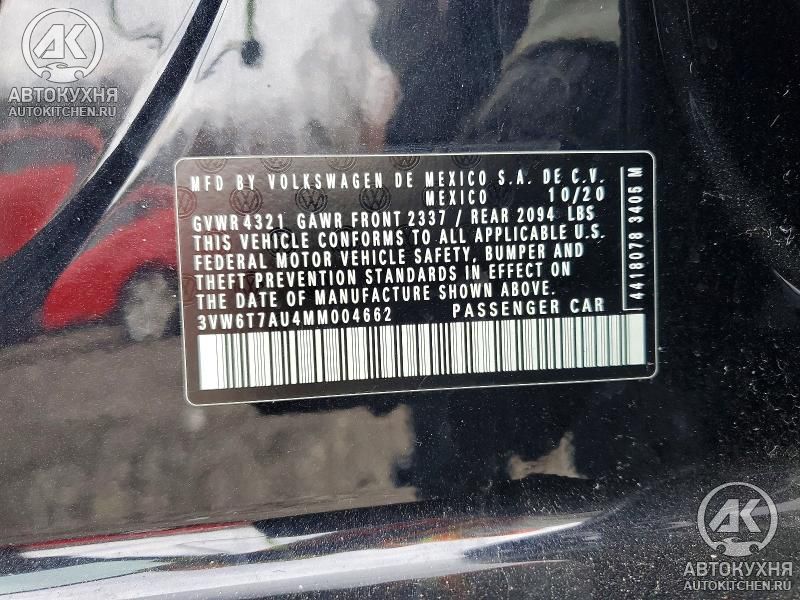 АК
АВТОКУХНЯ
AUTOKITCHEN.RU
MFD BY VOLKSWAGEN DE MEXICO S.A. DE C.V.
MEXICO 10/20
GVWR 4321 GAWR FRONT 2337 / REAR 2094 LBS
THIS VEHICLE CONFORMS TO ALL APPLICABLE U.S.
FEDERAL MOTOR VEHICLE SAFETY, BUMPER AND
THEFT PREVENTION STANDARDS IN EFFECT ON
THE DATE OF MANUFACTURE SHOWN ABOVE.
3VW6T7AU4MM004662 PASSENGER CAR
4418078 3405 M
АК
АВТОКУХНЯ
AUTOKITCHEN.RU